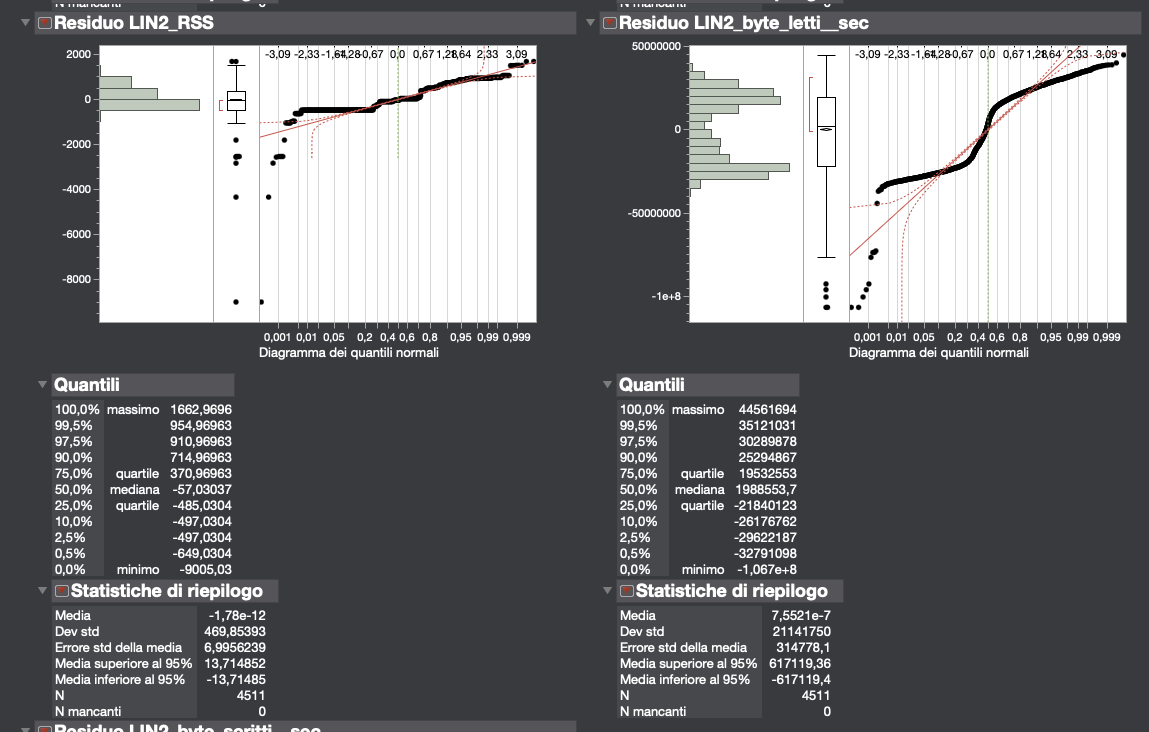 N mancanti 0
N mancanti 0
Residuo LIN2_RSS
2000
0
-2000
-4000
-6000
-8000
-3,09 -2,33 -1,64 1,28 -0,67 0,0 0,67 1,28 1,64 2,33 3,09
0,001 0,01 0,05 0,2 0,4 0,6 0,8 0,95 0,99 0,999
Diagramma dei quantili normali
Residuo LIN2_byte_letti__sec
50000000
0
-50000000
-1e+8
-3,09 -2,33 -1,64 1,28 -0,67 0,0 0,67 1,28 1,64 2,33 3,09
0,001 0,01 0,05 0,2 0,4 0,6 0,8 0,95 0,99 0,999
Diagramma dei quantili normali
Quantili
100,0% massimo 1662,9696
99,5% 954,96963
97,5% 910,96963
90,0% 714,96963
75,0% quartile 370,96963
50,0% mediana -57,03037
25,0% quartile -485,0304
10,0% -497,0304
2,5% -497,0304
0,5% -649,0304
0,0% minimo -9005,03
Statistiche di riepilogo
Media -1,78e-12
Dev std 469,85393
Errore std della media 6,9956239
Media superiore al 95% 13,714852
Media inferiore al 95% -13,71485
N 4511
N mancanti 0
Quantili
100,0% massimo 44561694
99,5% 35121031
97,5% 30289878
90,0% 25294867
75,0% quartile 19532553
50,0% mediana 1988553,7
25,0% quartile -21840123
10,0% -26176762
2,5% -29622187
0,5% -32791098
0,0% minimo -1,067e+8
Statistiche di riepilogo
Media 7,5521e-7
Dev std 21141750
Errore std della media 314778,1
Media superiore al 95% 617119,36
Media inferiore al 95% -617119,4
N 4511
N mancanti 0
Residuo LIN2_byte_scritti__sec